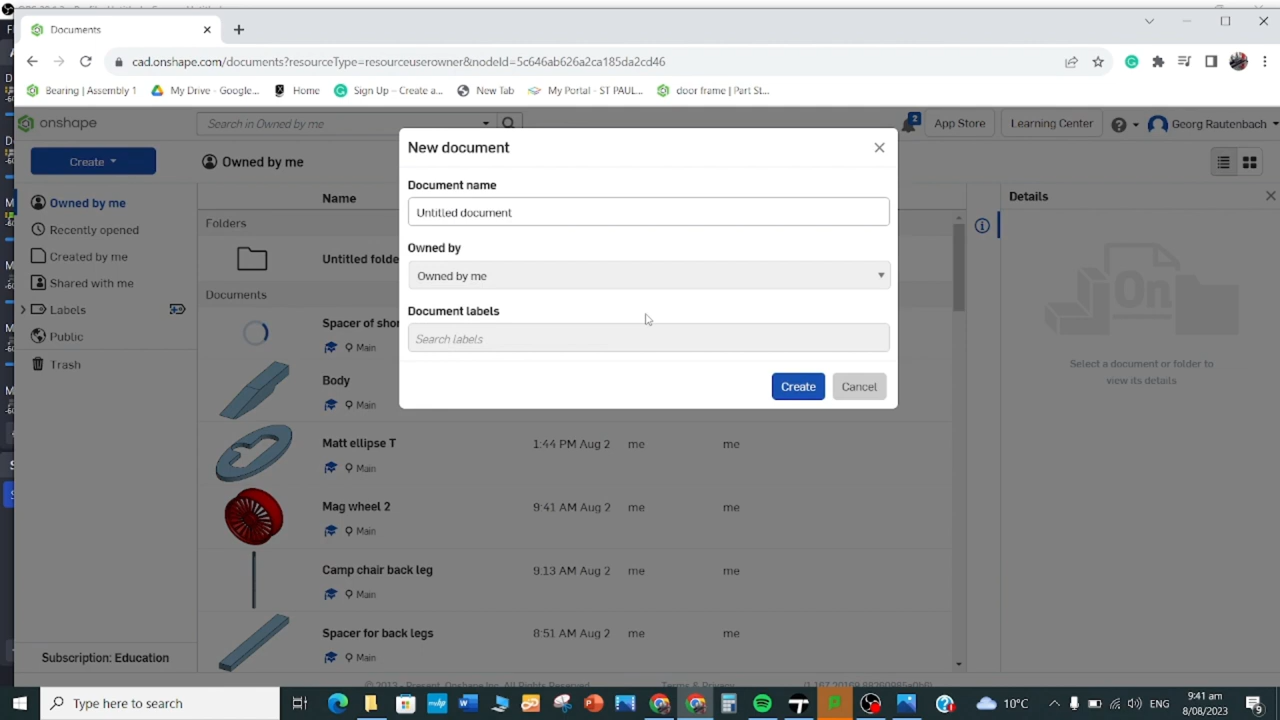 Documents
cad.onshape.com/documents?resourceType=resourceuserowner&nodeId=5c646ab626a2ca185da2cd46
Bearing | Assembly 1
My Drive - Google...
Home
Sign Up – Create a...
New Tab
My Portal - ST PAUL...
door frame | Part St...
onshape
Search in Owned by me
2
App Store
Learning Center
Georg Rautenbach
Create
Owned by me
Owned by me
Recently opened
Created by me
Shared with me
Labels
Public
Trash
Subscription: Education
Name
Folders
Untitled folde
Documents
Spacer of shor
Main
Body
Main
Matt ellipse T
1:44 PM Aug 2
me
me
Main
Mag wheel 2
9:41 AM Aug 2
me
me
Main
Camp chair back leg
9:13 AM Aug 2
me
me
Main
Spacer for back legs
8:51 AM Aug 2
me
me
Main
New document
Document name
Untitled document
Owned by
Owned by me
Document labels
Search labels
Create
Cancel
Details
On
Select a document or folder to
view its details
Terms & Privacy
Type here to search
10°C
ENG
9:41 am
8/08/2023
9